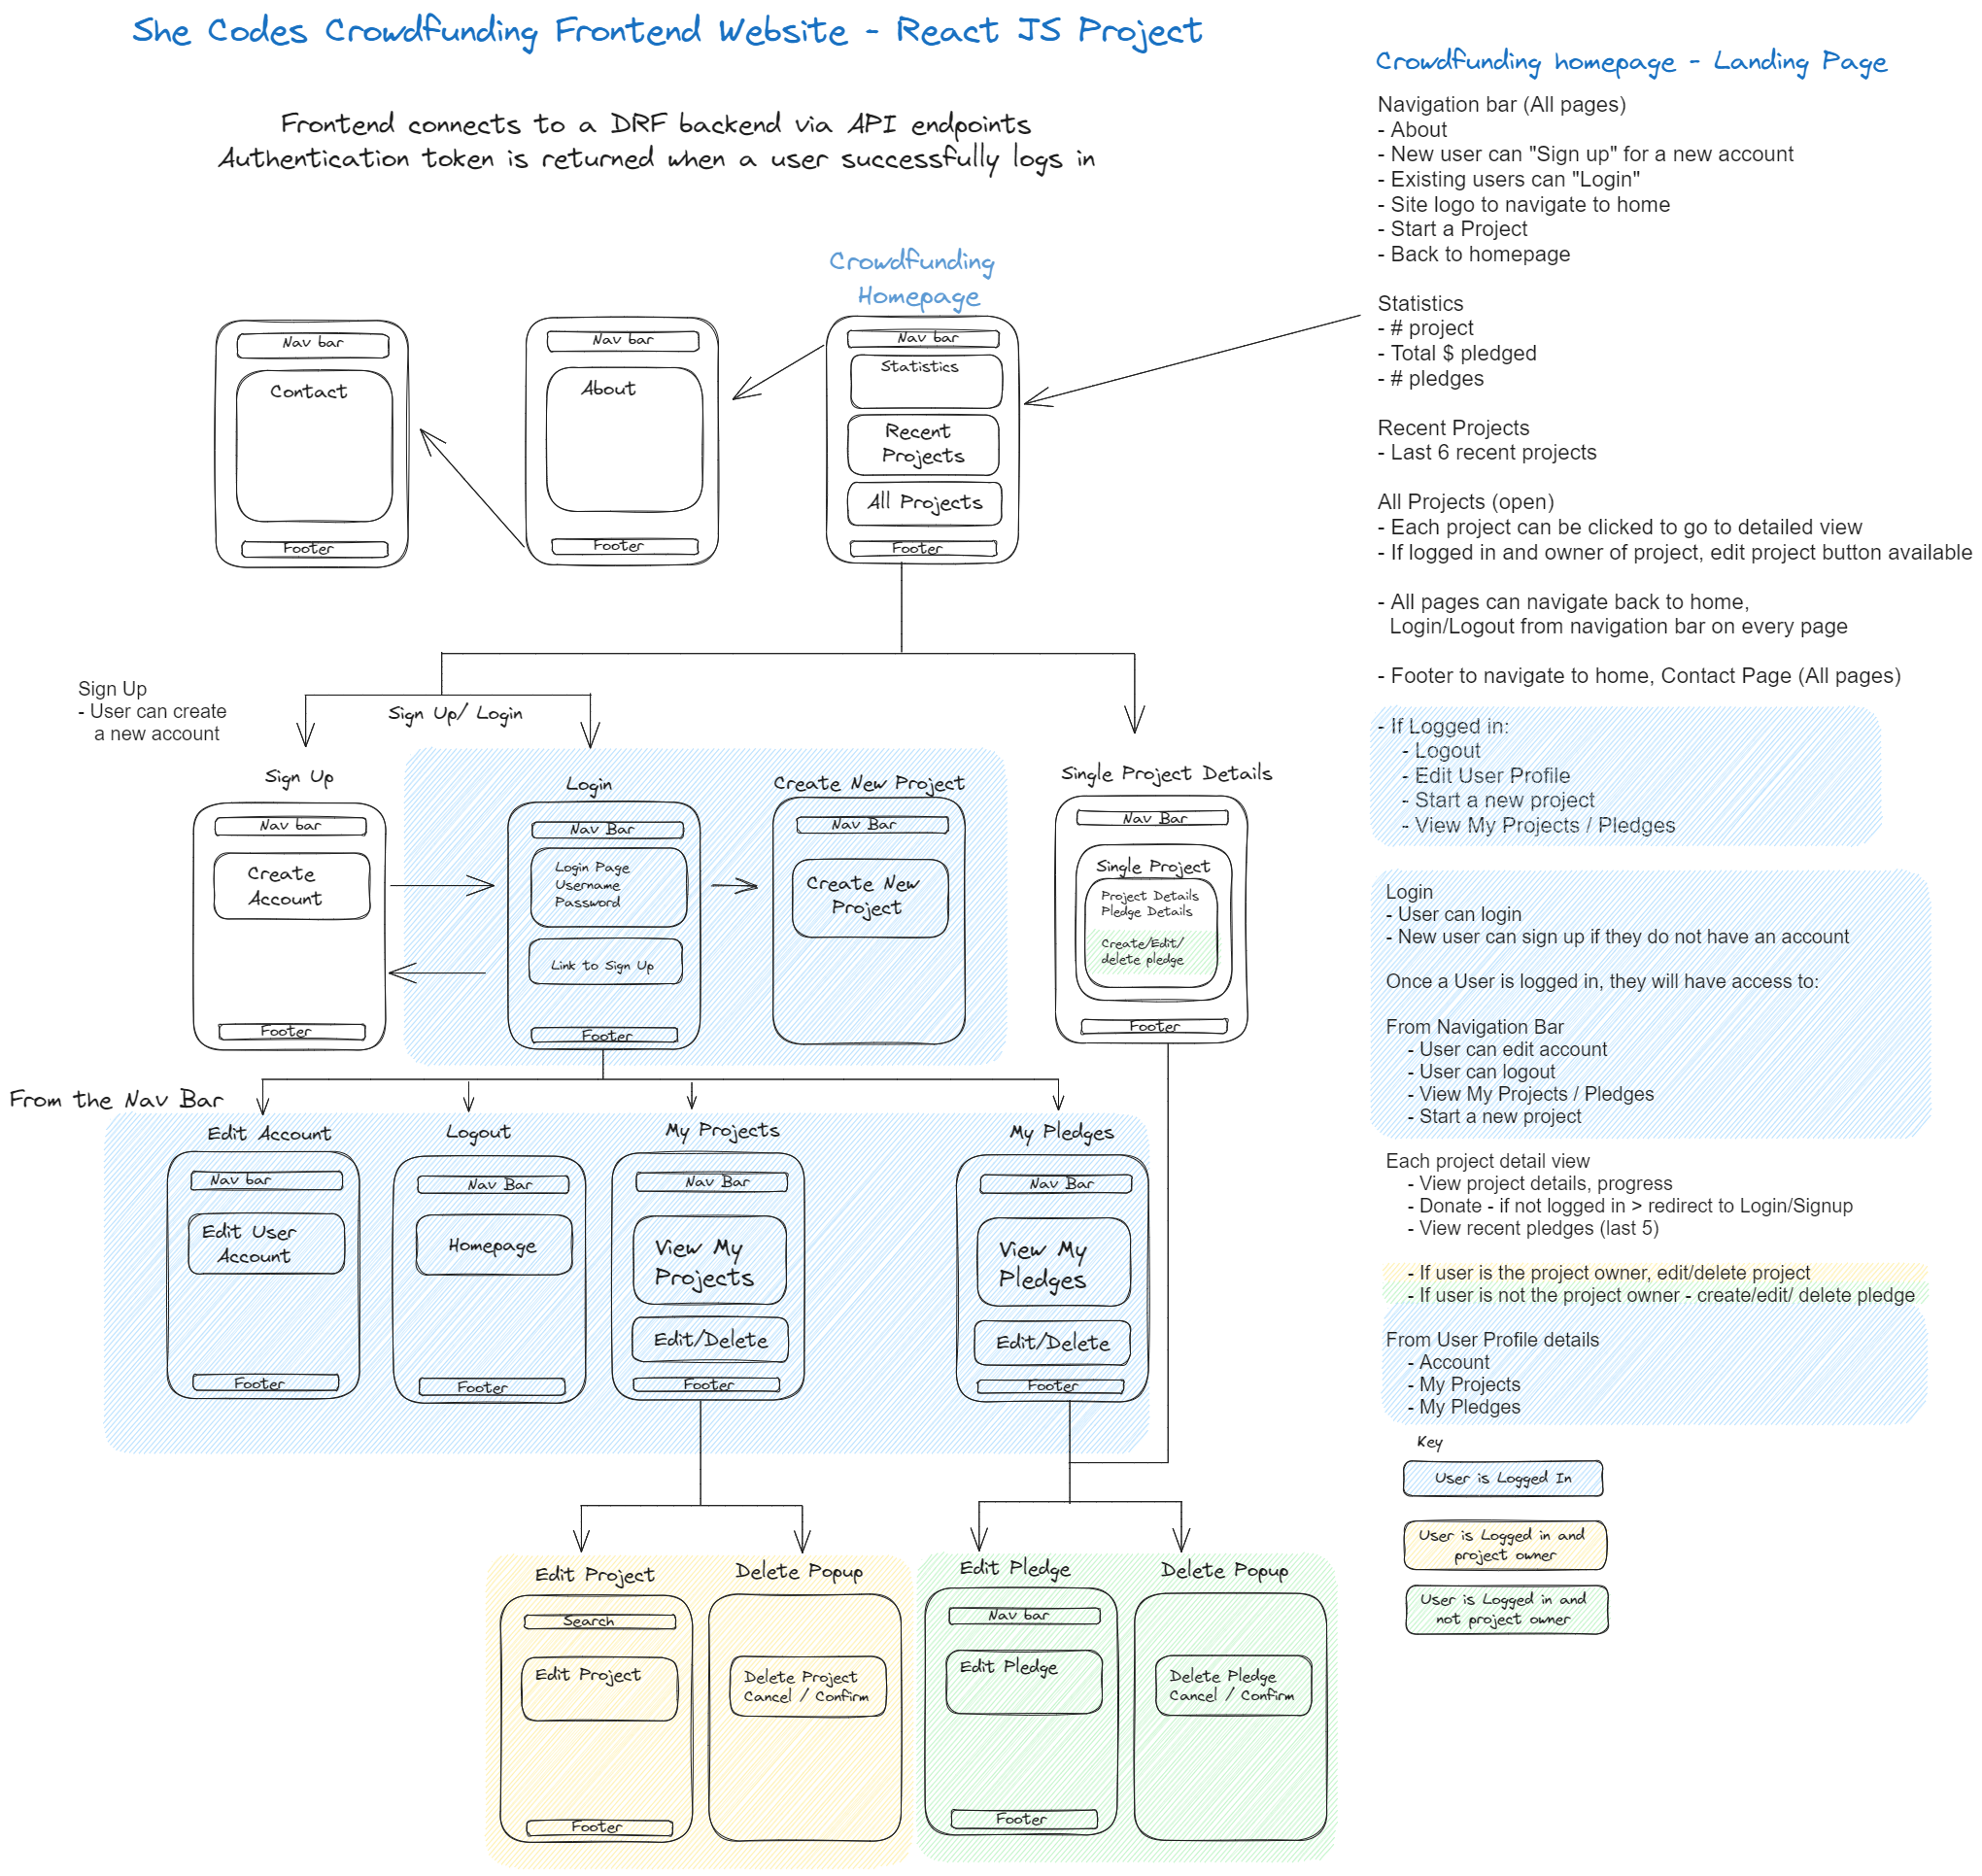 She Codes Crowdfunding Frontend Website - React JS Project
Frontend connects to a DRF backend via API endpoints
Authentication token is returned when a user successfully logs in
Crowdfunding
Homepage
Nav bar
Contact
Footer
Nav bar
About
Footer
Nav bar
Statistics
Recent
Projects
All Projects
Footer
Sign Up
- User can create
a new account
Sign Up/ Login
Sign Up
Nav bar
Create
Account
Footer
Login
Nav Bar
Login Page
Username
Password
Link to Sign Up
Footer
Create New Project
Nav Bar
Create New
Project
Single Project Details
Nav Bar
Single Project
Project Details
Pledge Details
Create/Edit/
delete pledge
Footer
From the Nav Bar
Edit Account
Nav bar
Edit User
Account
Footer
Logout
Nav Bar
Homepage
Footer
My Projects
Nav Bar
View My
Projects
Edit/Delete
Footer
My Pledges
Nav Bar
View My
Pledges
Edit/Delete
Footer
Edit Project
Search
Edit Project
Footer
Delete Popup
Delete Project
Cancel / Confirm
Edit Pledge
Nav bar
Edit Pledge
Footer
Delete Popup
Delete Pledge
Cancel / Confirm
Crowdfunding homepage - Landing Page
Navigation bar (All pages)
- About
- New user can "Sign up" for a new account
- Existing users can "Login"
- Site logo to navigate to home
- Start a Project
- Back to homepage
Statistics
- # project
- Total $ pledged
- # pledges
Recent Projects
- Last 6 recent projects
All Projects (open)
- Each project can be clicked to go to detailed view
- If logged in and owner of project, edit project button available
- All pages can navigate back to home,
Login/Logout from navigation bar on every page
- Footer to navigate to home, Contact Page (All pages)
- If Logged in:
- Logout
- Edit User Profile
- Start a new project
- View My Projects / Pledges
Login
- User can login
- New user can sign up if they do not have an account
Once a User is logged in, they will have access to:
From Navigation Bar
- User can edit account
- User can logout
- View My Projects / Pledges
- Start a new project
Each project detail view
- View project details, progress
- Donate - if not logged in > redirect to Login/Signup
- View recent pledges (last 5)
- If user is the project owner, edit/delete project
- If user is not the project owner - create/edit/ delete pledge
From User Profile details
- Account
- My Projects
- My Pledges
Key
User is Logged In
User is Logged in and
project owner
User is Logged in and
not project owner